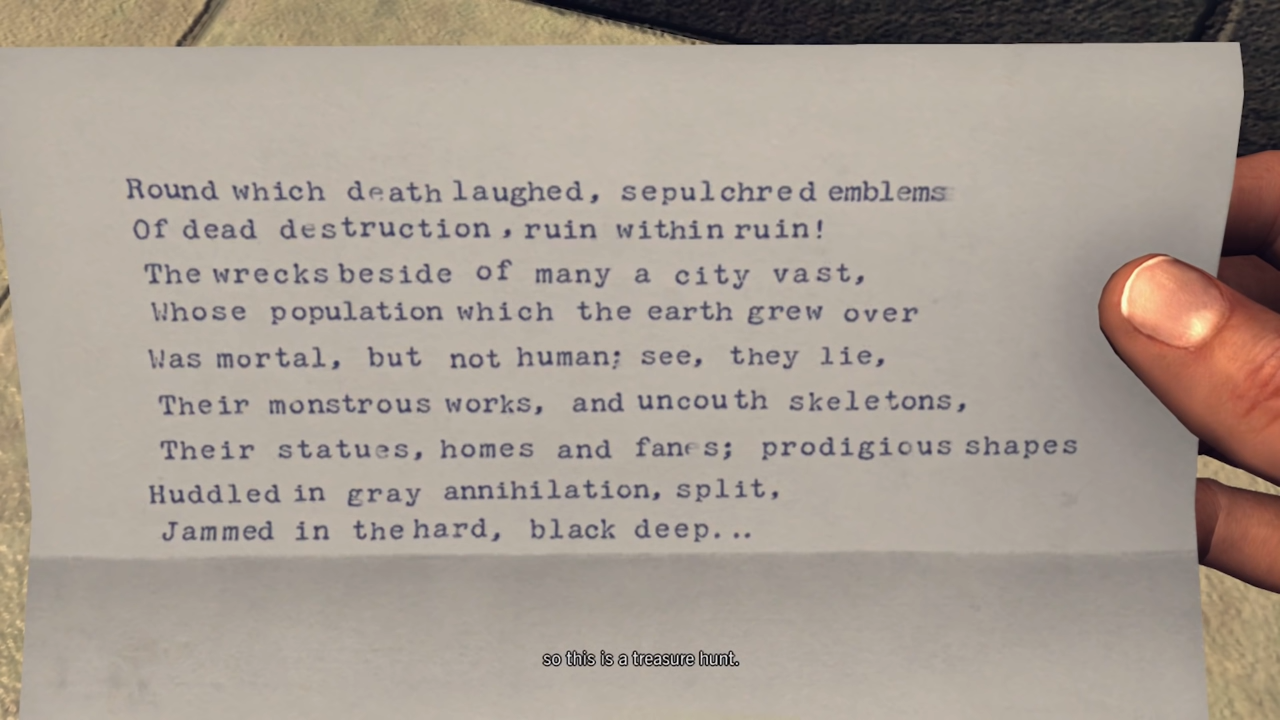 Round which death laughed, sepulchred emblems
Of dead destruction, ruin within ruin!
The wrecks beside of many a city vast,
Whose population which the earth grew over
Was mortal, but not human; see, they lie,
Their monstrous works, and uncouth skeletons,
Their statues, homes and fanes; prodigious shapes
Huddled in gray annihilation, split,
Jammed in the hard, black deep...
so this is a treasure hunt.